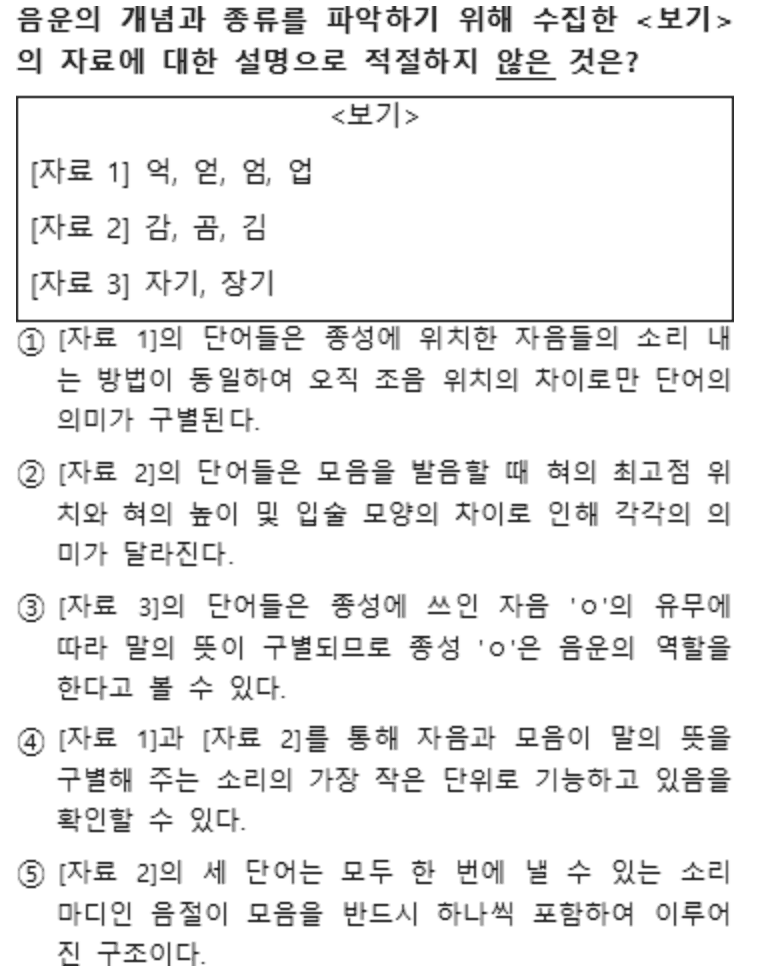 음운의 개념과 종류를 파악하기 위해 수집한 <보기>
의 자료에 대한 설명으로 적절하지 않은 것은?
<보기>
[자료 1] 억, 얻, 엄, 업
[자료 2] 감, 곰, 김
[자료 3] 자기, 장기
① [자료 1]의 단어들은 종성에 위치한 자음들의 소리 내
는 방법이 동일하여 오직 조음 위치의 차이로만 단어의
의미가 구별된다.
② [자료 2]의 단어들은 모음을 발음할 때 혀의 최고점 위
치와 혀의 높이 및 입술 모양의 차이로 인해 각각의 의
미가 달라진다.
③ [자료 3]의 단어들은 종성에 쓰인 자음 'ㅇ'의 유무에
따라 말의 뜻이 구별되므로 종성 'ㅇ'은 음운의 역할을
한다고 볼 수 있다.
④ [자료 1]과 [자료 2]를 통해 자음과 모음이 말의 뜻을
구별해 주는 소리의 가장 작은 단위로 기능하고 있음을
확인할 수 있다.
⑤ [자료 2]의 세 단어는 모두 한 번에 낼 수 있는 소리
마디인 음절이 모음을 반드시 하나씩 포함하여 이루어
진 구조이다.